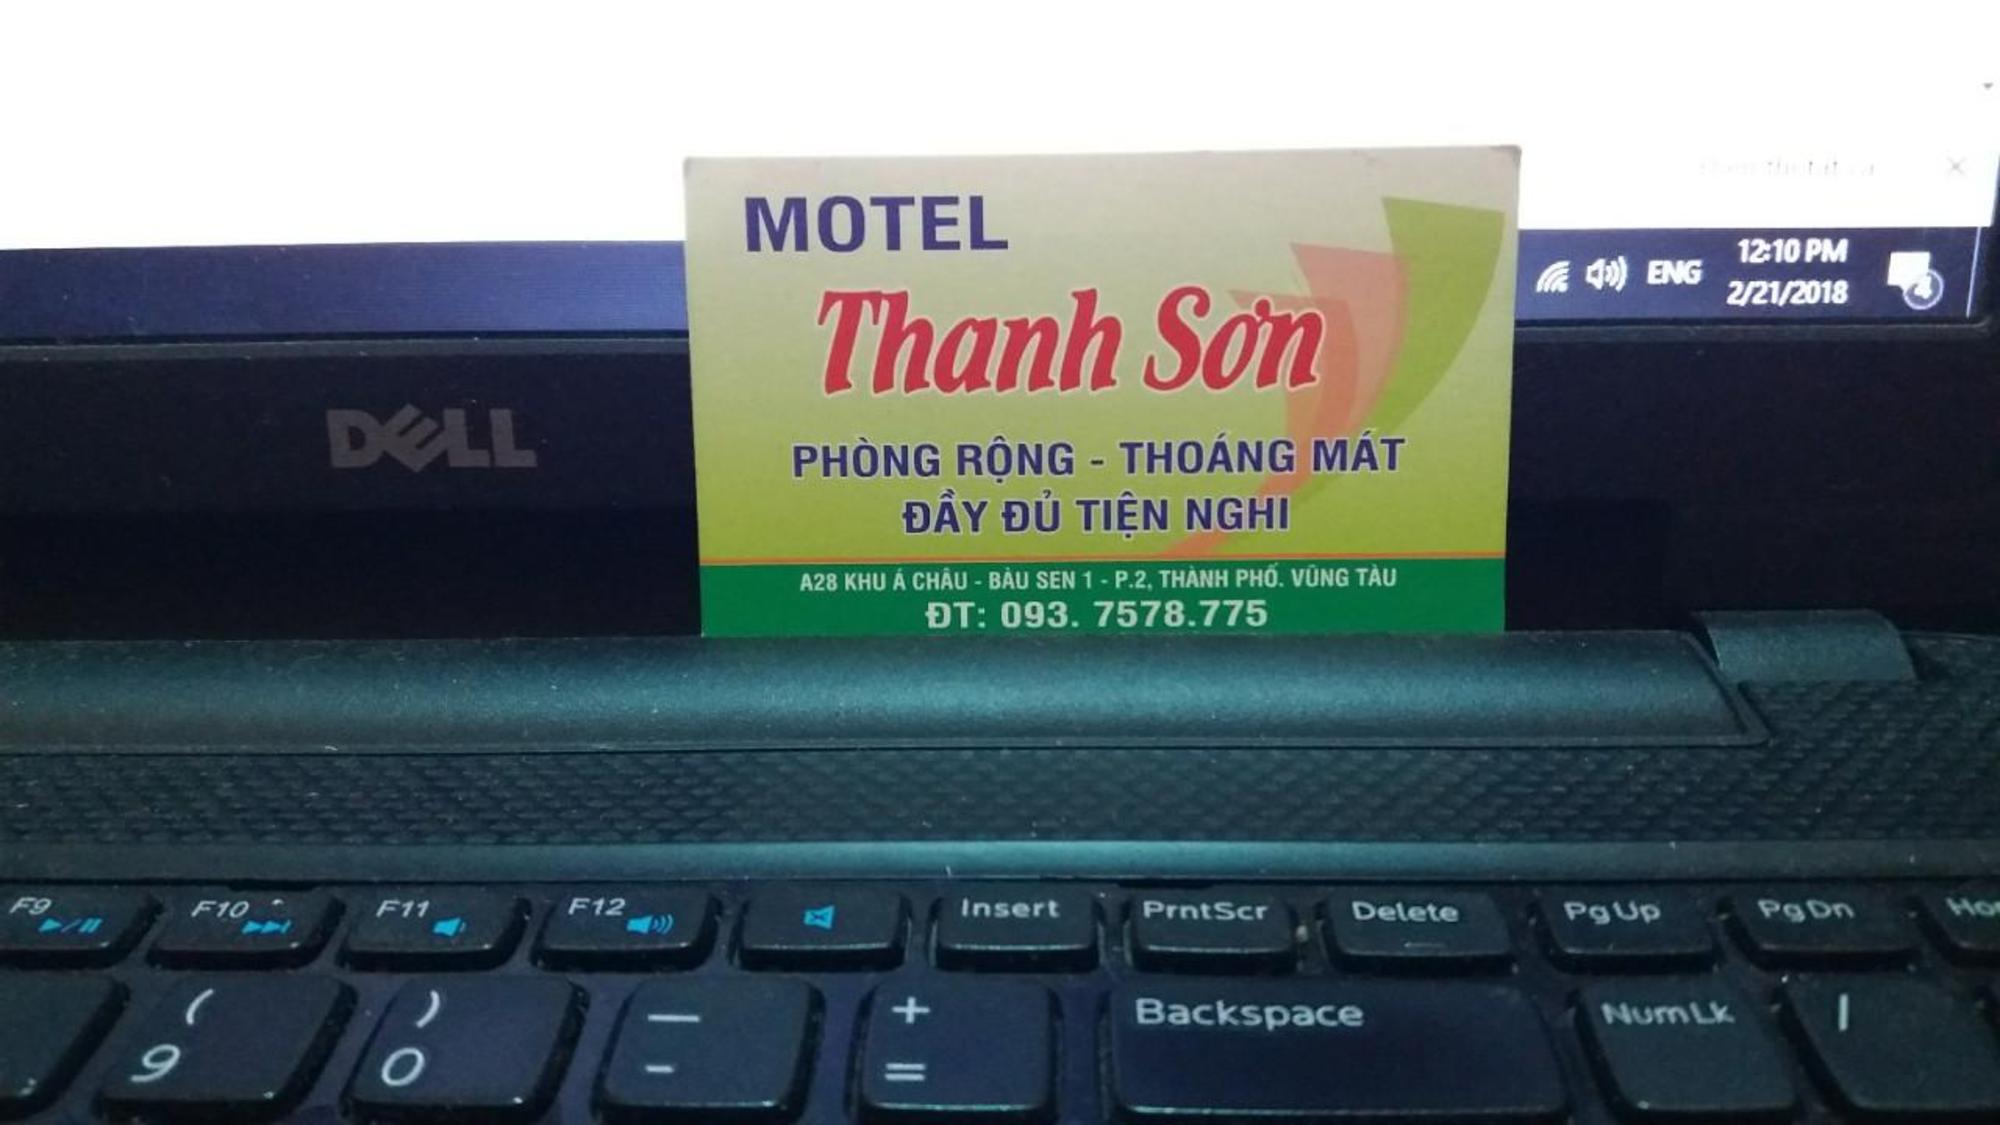 MOTEL
Thanh Sơn
PHÒNG RỘNG - THOÁNG MÁT
ĐẦY ĐỦ TIỆN NGHI
A28 KHU Á CHÂU - BÀU SEN 1 - P.2, THÀNH PHỐ. VŨNG TÀU
ĐT: 093. 7578.775
ENG
12:10 PM
2/21/2018
4
DELL
F9
F10
F11
F12
Insert
PrntScr
Delete
PgUp
PgDn
( 
9
)
0
—
-
+
=
Backspace
NumLk
/